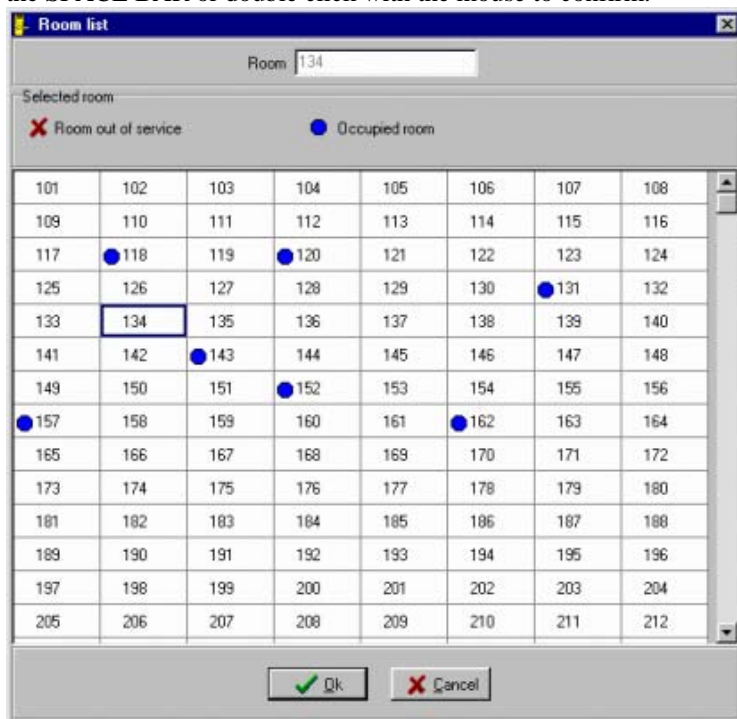 the SPACE BAR or double-click with the mouse to confirm.
Room list
Room 134
Selected room
Room out of service Occupied room
101 102 103 104 105 106 107 108
109 110 111 112 113 114 115 116
117 118 119 120 121 122 123 124
125 126 127 128 129 130 131 132
133 134 135 136 137 138 139 140
141 142 143 144 145 146 147 148
149 150 151 152 153 154 155 156
157 158 159 160 161 162 163 164
165 166 167 168 169 170 171 172
173 174 175 176 177 178 179 180
181 182 183 184 185 186 187 188
189 190 191 192 193 194 195 196
197 198 199 200 201 202 203 204
205 206 207 208 209 210 211 212
Ok Cancel